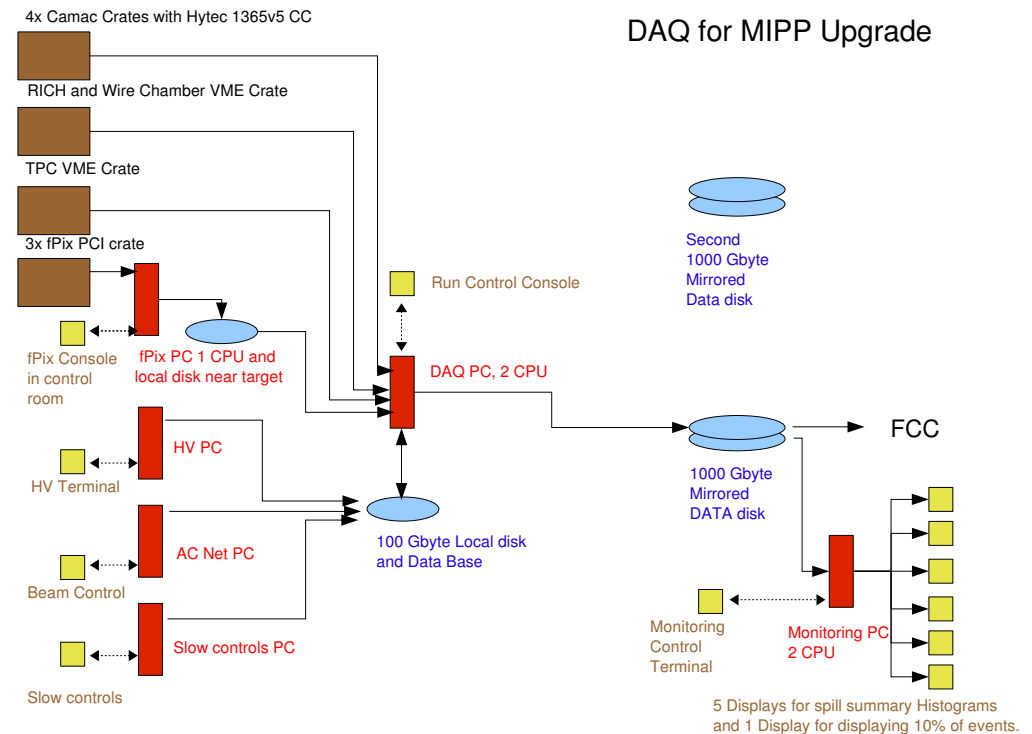 4x Camac Crates with Hytec 1365v5 CC
DAQ for MIPP Upgrade
RICH and Wire Chamber VME Crate
TPC VME Crate
3x fPix PCI crate
Second
1000 Gbyte
Mirrored
Data disk
Run Control Console
fPix Console
in control
room
fPix PC 1 CPU and
local disk near target
DAQ PC, 2 CPU
FCC
HV PC
HV Terminal
1000 Gbyte
Mirrored
DATA disk
100 Gbyte Local disk
and Data Base
AC Net PC
Beam Control
Slow controls PC
Slow controls
Monitoring
Control
Terminal
Monitoring PC
2 CPU
5 Displays for spill summary Histograms
and 1 Display for displaying 10% of events.